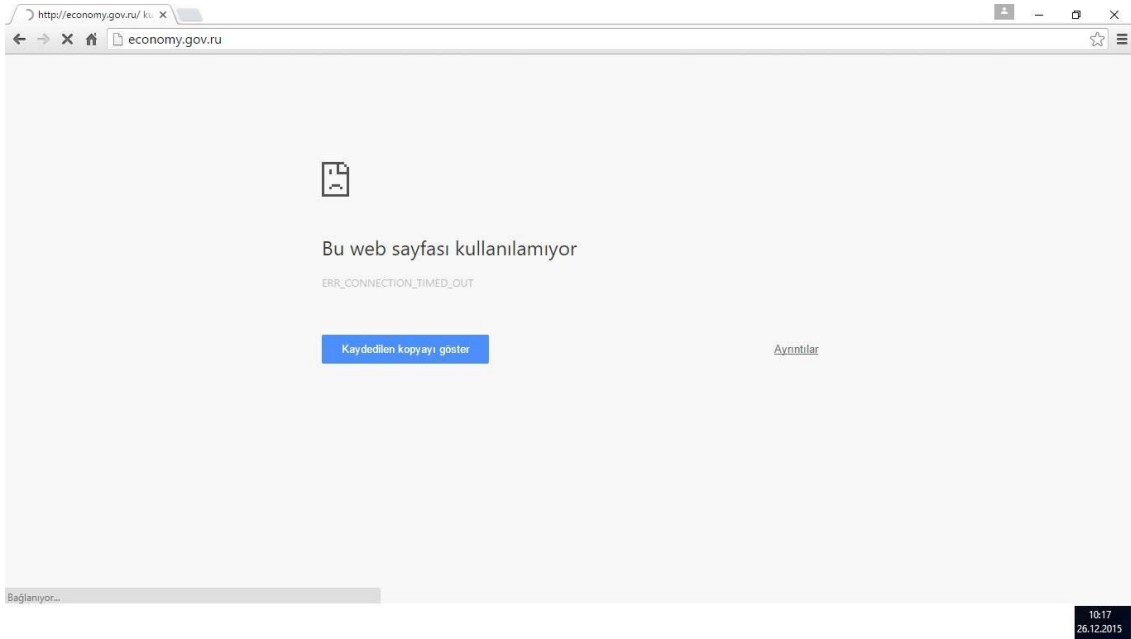 http://economy.gov.ru/ ku
economy.gov.ru
Bu web sayfası kullanılamıyor
ERR_CONNECTION_TIMED_OUT
Kaydedilen kopyayı göster
Ayrıntılar
Bağlanıyor...
10:17
26.12.2015